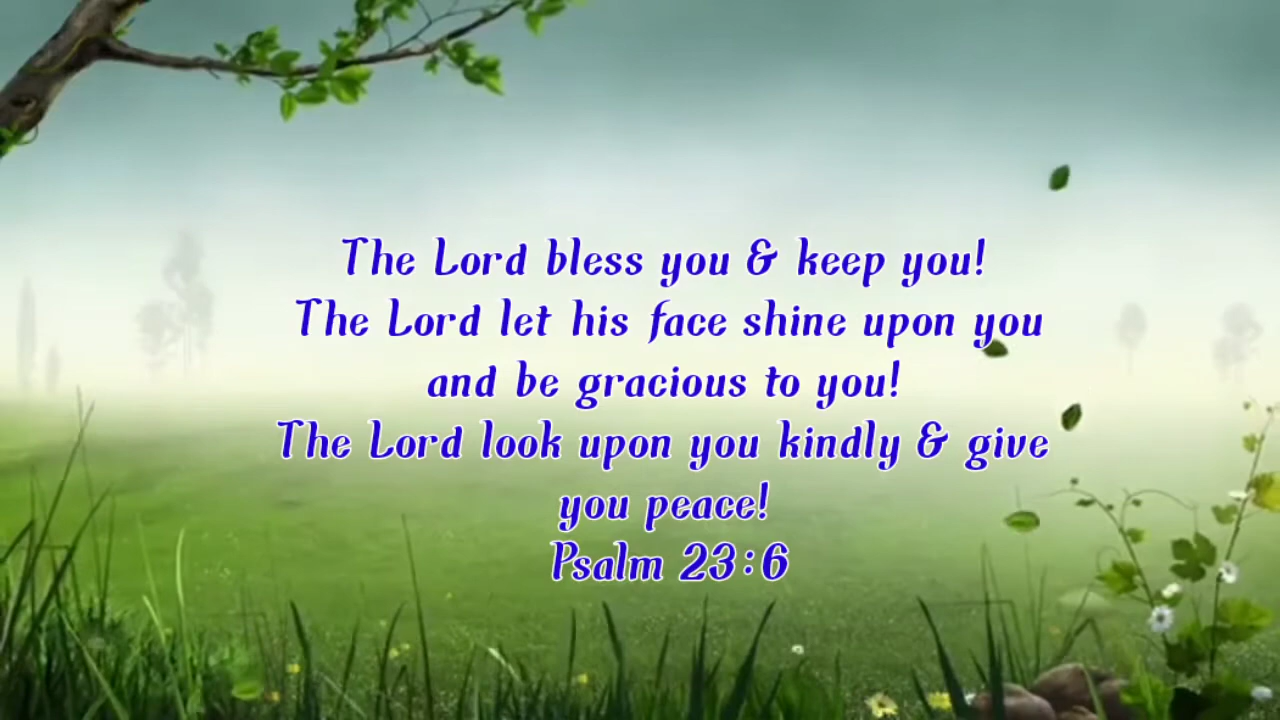 The Lord bless you & keep you!
The Lord let his face shine upon you
and be gracious to you!
The Lord look upon you kindly & give
you peace!
Psalm 23:6